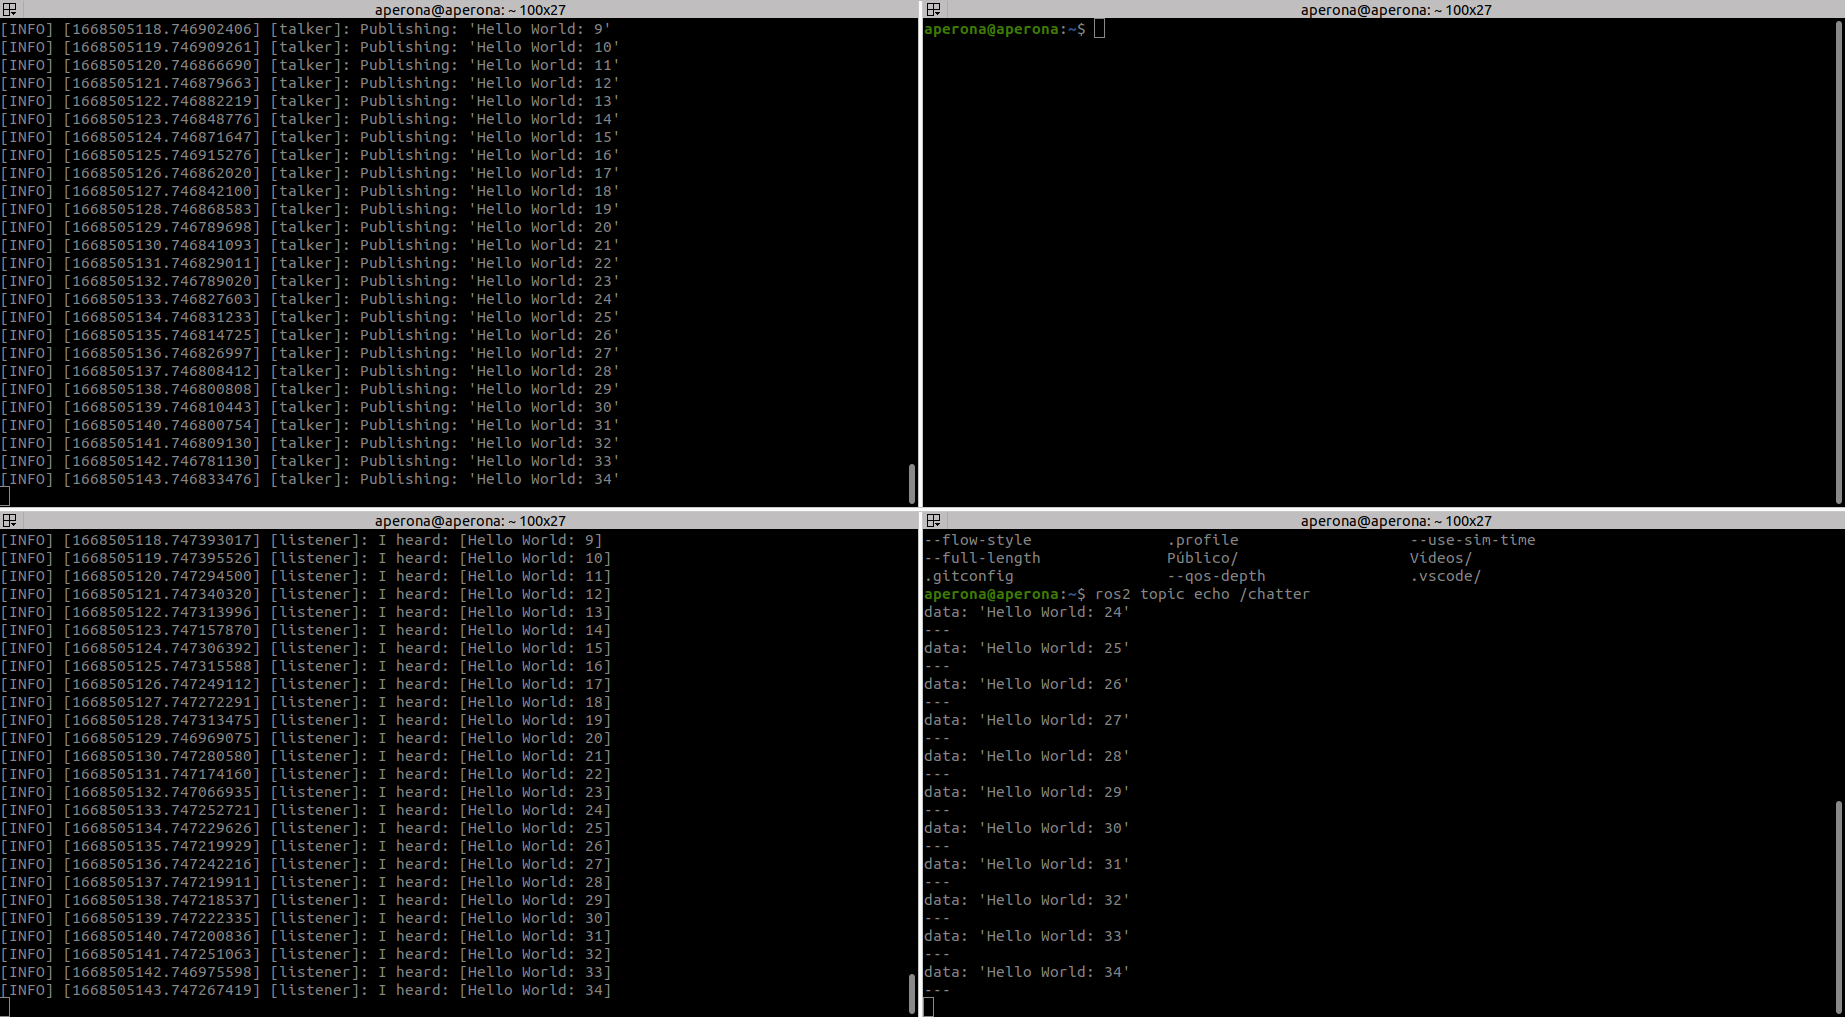 aperona@aperona: ~ 100x27
[INFO] [1668505118.746902406] [talker]: Publishing: 'Hello World: 9'
[INFO] [1668505119.746909261] [talker]: Publishing: 'Hello World: 10'
[INFO] [1668505120.746866690] [talker]: Publishing: 'Hello World: 11'
[INFO] [1668505121.746879663] [talker]: Publishing: 'Hello World: 12'
[INFO] [1668505122.746882219] [talker]: Publishing: 'Hello World: 13'
[INFO] [1668505123.746848776] [talker]: Publishing: 'Hello World: 14'
[INFO] [1668505124.746871647] [talker]: Publishing: 'Hello World: 15'
[INFO] [1668505125.746915276] [talker]: Publishing: 'Hello World: 16'
[INFO] [1668505126.746862020] [talker]: Publishing: 'Hello World: 17'
[INFO] [1668505127.746842100] [talker]: Publishing: 'Hello World: 18'
[INFO] [1668505128.746868583] [talker]: Publishing: 'Hello World: 19'
[INFO] [1668505129.746789698] [talker]: Publishing: 'Hello World: 20'
[INFO] [1668505130.746841093] [talker]: Publishing: 'Hello World: 21'
[INFO] [1668505131.746829011] [talker]: Publishing: 'Hello World: 22'
[INFO] [1668505132.746789020] [talker]: Publishing: 'Hello World: 23'
[INFO] [1668505133.746827603] [talker]: Publishing: 'Hello World: 24'
[INFO] [1668505134.746831233] [talker]: Publishing: 'Hello World: 25'
[INFO] [1668505135.746814725] [talker]: Publishing: 'Hello World: 26'
[INFO] [1668505136.746826997] [talker]: Publishing: 'Hello World: 27'
[INFO] [1668505137.746808412] [talker]: Publishing: 'Hello World: 28'
[INFO] [1668505138.746800808] [talker]: Publishing: 'Hello World: 29'
[INFO] [1668505139.746810443] [talker]: Publishing: 'Hello World: 30'
[INFO] [1668505140.746800754] [talker]: Publishing: 'Hello World: 31'
[INFO] [1668505141.746809130] [talker]: Publishing: 'Hello World: 32'
[INFO] [1668505142.746781130] [talker]: Publishing: 'Hello World: 33'
[INFO] [1668505143.746833476] [talker]: Publishing: 'Hello World: 34'
aperona@aperona: ~ 100x27
aperona@aperona:~$
aperona@aperona: ~ 100x27
[INFO] [1668505118.747393017] [listener]: I heard: [Hello World: 9]
[INFO] [1668505119.747395526] [listener]: I heard: [Hello World: 10]
[INFO] [1668505120.747294500] [listener]: I heard: [Hello World: 11]
[INFO] [1668505121.747340320] [listener]: I heard: [Hello World: 12]
[INFO] [1668505122.747313996] [listener]: I heard: [Hello World: 13]
[INFO] [1668505123.747157870] [listener]: I heard: [Hello World: 14]
[INFO] [1668505124.747306392] [listener]: I heard: [Hello World: 15]
[INFO] [1668505125.747315588] [listener]: I heard: [Hello World: 16]
[INFO] [1668505126.747249112] [listener]: I heard: [Hello World: 17]
[INFO] [1668505127.747272291] [listener]: I heard: [Hello World: 18]
[INFO] [1668505128.747313475] [listener]: I heard: [Hello World: 19]
[INFO] [1668505129.746969075] [listener]: I heard: [Hello World: 20]
[INFO] [1668505130.747280580] [listener]: I heard: [Hello World: 21]
[INFO] [1668505131.747174160] [listener]: I heard: [Hello World: 22]
[INFO] [1668505132.747066935] [listener]: I heard: [Hello World: 23]
[INFO] [1668505133.747252721] [listener]: I heard: [Hello World: 24]
[INFO] [1668505134.747229626] [listener]: I heard: [Hello World: 25]
[INFO] [1668505135.747219929] [listener]: I heard: [Hello World: 26]
[INFO] [1668505136.747242216] [listener]: I heard: [Hello World: 27]
[INFO] [1668505137.747219911] [listener]: I heard: [Hello World: 28]
[INFO] [1668505138.747218537] [listener]: I heard: [Hello World: 29]
[INFO] [1668505139.747222335] [listener]: I heard: [Hello World: 30]
[INFO] [1668505140.747200836] [listener]: I heard: [Hello World: 31]
[INFO] [1668505141.747251063] [listener]: I heard: [Hello World: 32]
[INFO] [1668505142.746975598] [listener]: I heard: [Hello World: 33]
[INFO] [1668505143.747267419] [listener]: I heard: [Hello World: 34]
aperona@aperona: ~ 100x27
--flow-style .profile --use-sim-time
--full-length Público/ Vídeos/
.gitconfig --qos-depth .vscode/
aperona@aperona:~$ ros2 topic echo /chatter
data: 'Hello World: 24'
---
data: 'Hello World: 25'
---
data: 'Hello World: 26'
---
data: 'Hello World: 27'
---
data: 'Hello World: 28'
---
data: 'Hello World: 29'
---
data: 'Hello World: 30'
---
data: 'Hello World: 31'
---
data: 'Hello World: 32'
---
data: 'Hello World: 33'
---
data: 'Hello World: 34'
---